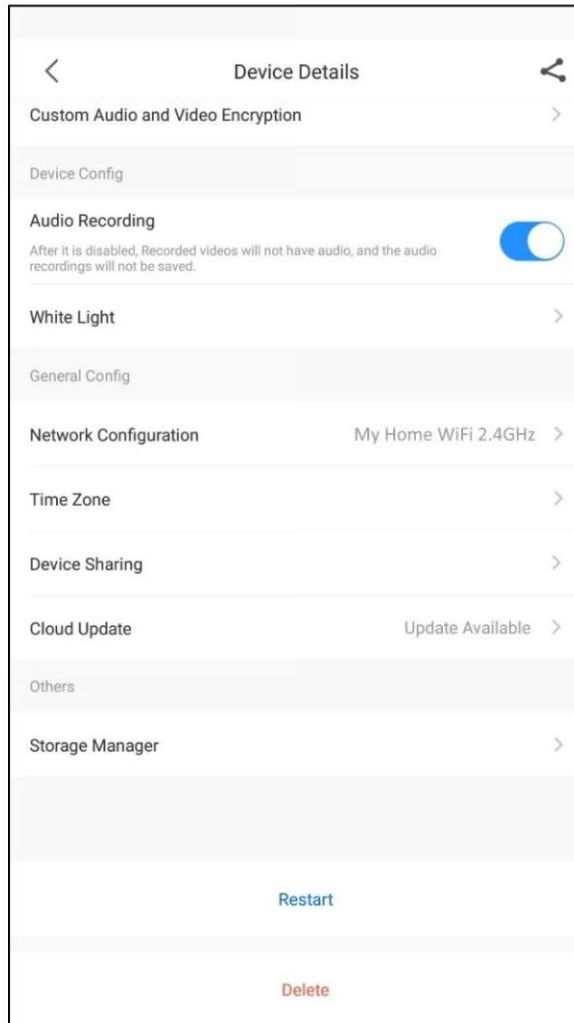 Device Details
Custom Audio and Video Encryption
Device Config
Audio Recording
After it is disabled, Recorded videos will not have audio, and the audio
recordings will not be saved.
White Light
General Config
Network Configuration My Home WiFi 2.4GHz
Time Zone
Device Sharing
Cloud Update Update Available
Others
Storage Manager
Restart
Delete